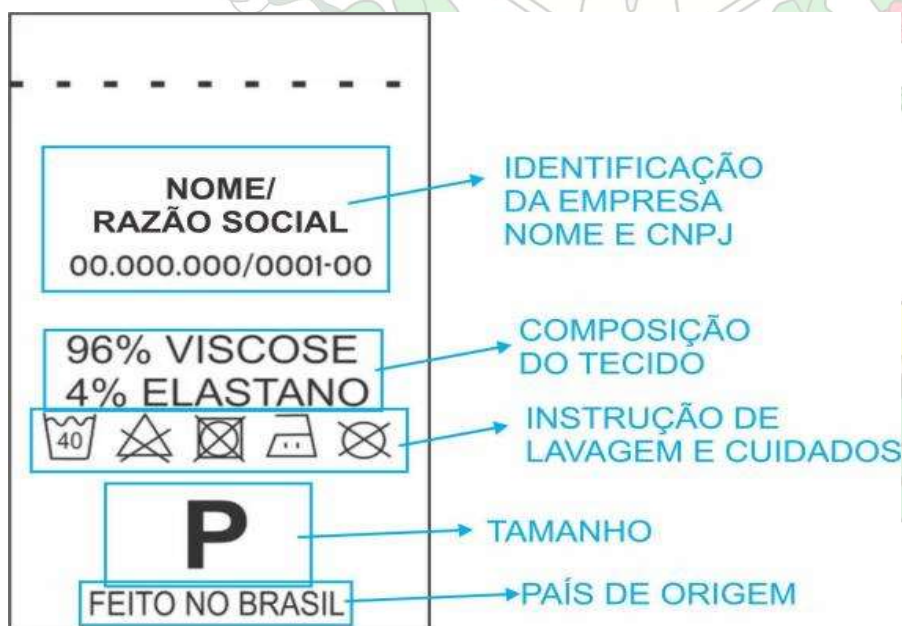 NOME/
RAZÃO SOCIAL
00.000.000/0001-00
IDENTIFICAÇÃO
DA EMPRESA
NOME E CNPJ
96% VISCOSE
4% ELASTANO
COMPOSIÇÃO
DO TECIDO
40
INSTRUÇÃO DE
LAVAGEM E CUIDADOS
P
TAMANHO
FEITO NO BRASIL
PAÍS DE ORIGEM